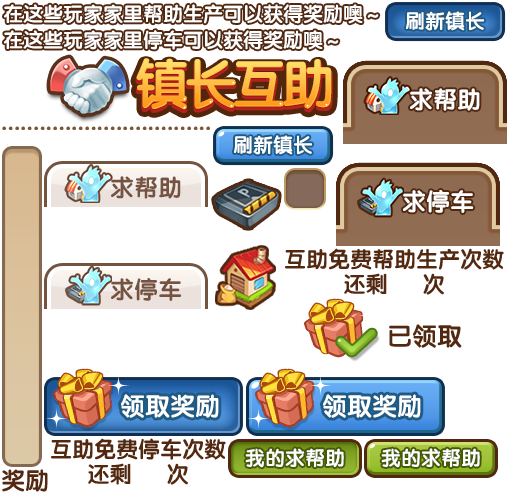 在这些玩家家里帮助生产可以获得奖励噢～
刷新镇长
在这些玩家家里停车可以获得奖励噢～
镇长互助
求帮助
刷新镇长
求帮助
P
求停车
互助免费帮助生产次数
还剩 次
求停车
已领取
领取奖励
领取奖励
互助免费停车次数
还剩 次
我的求帮助
我的求帮助
奖励